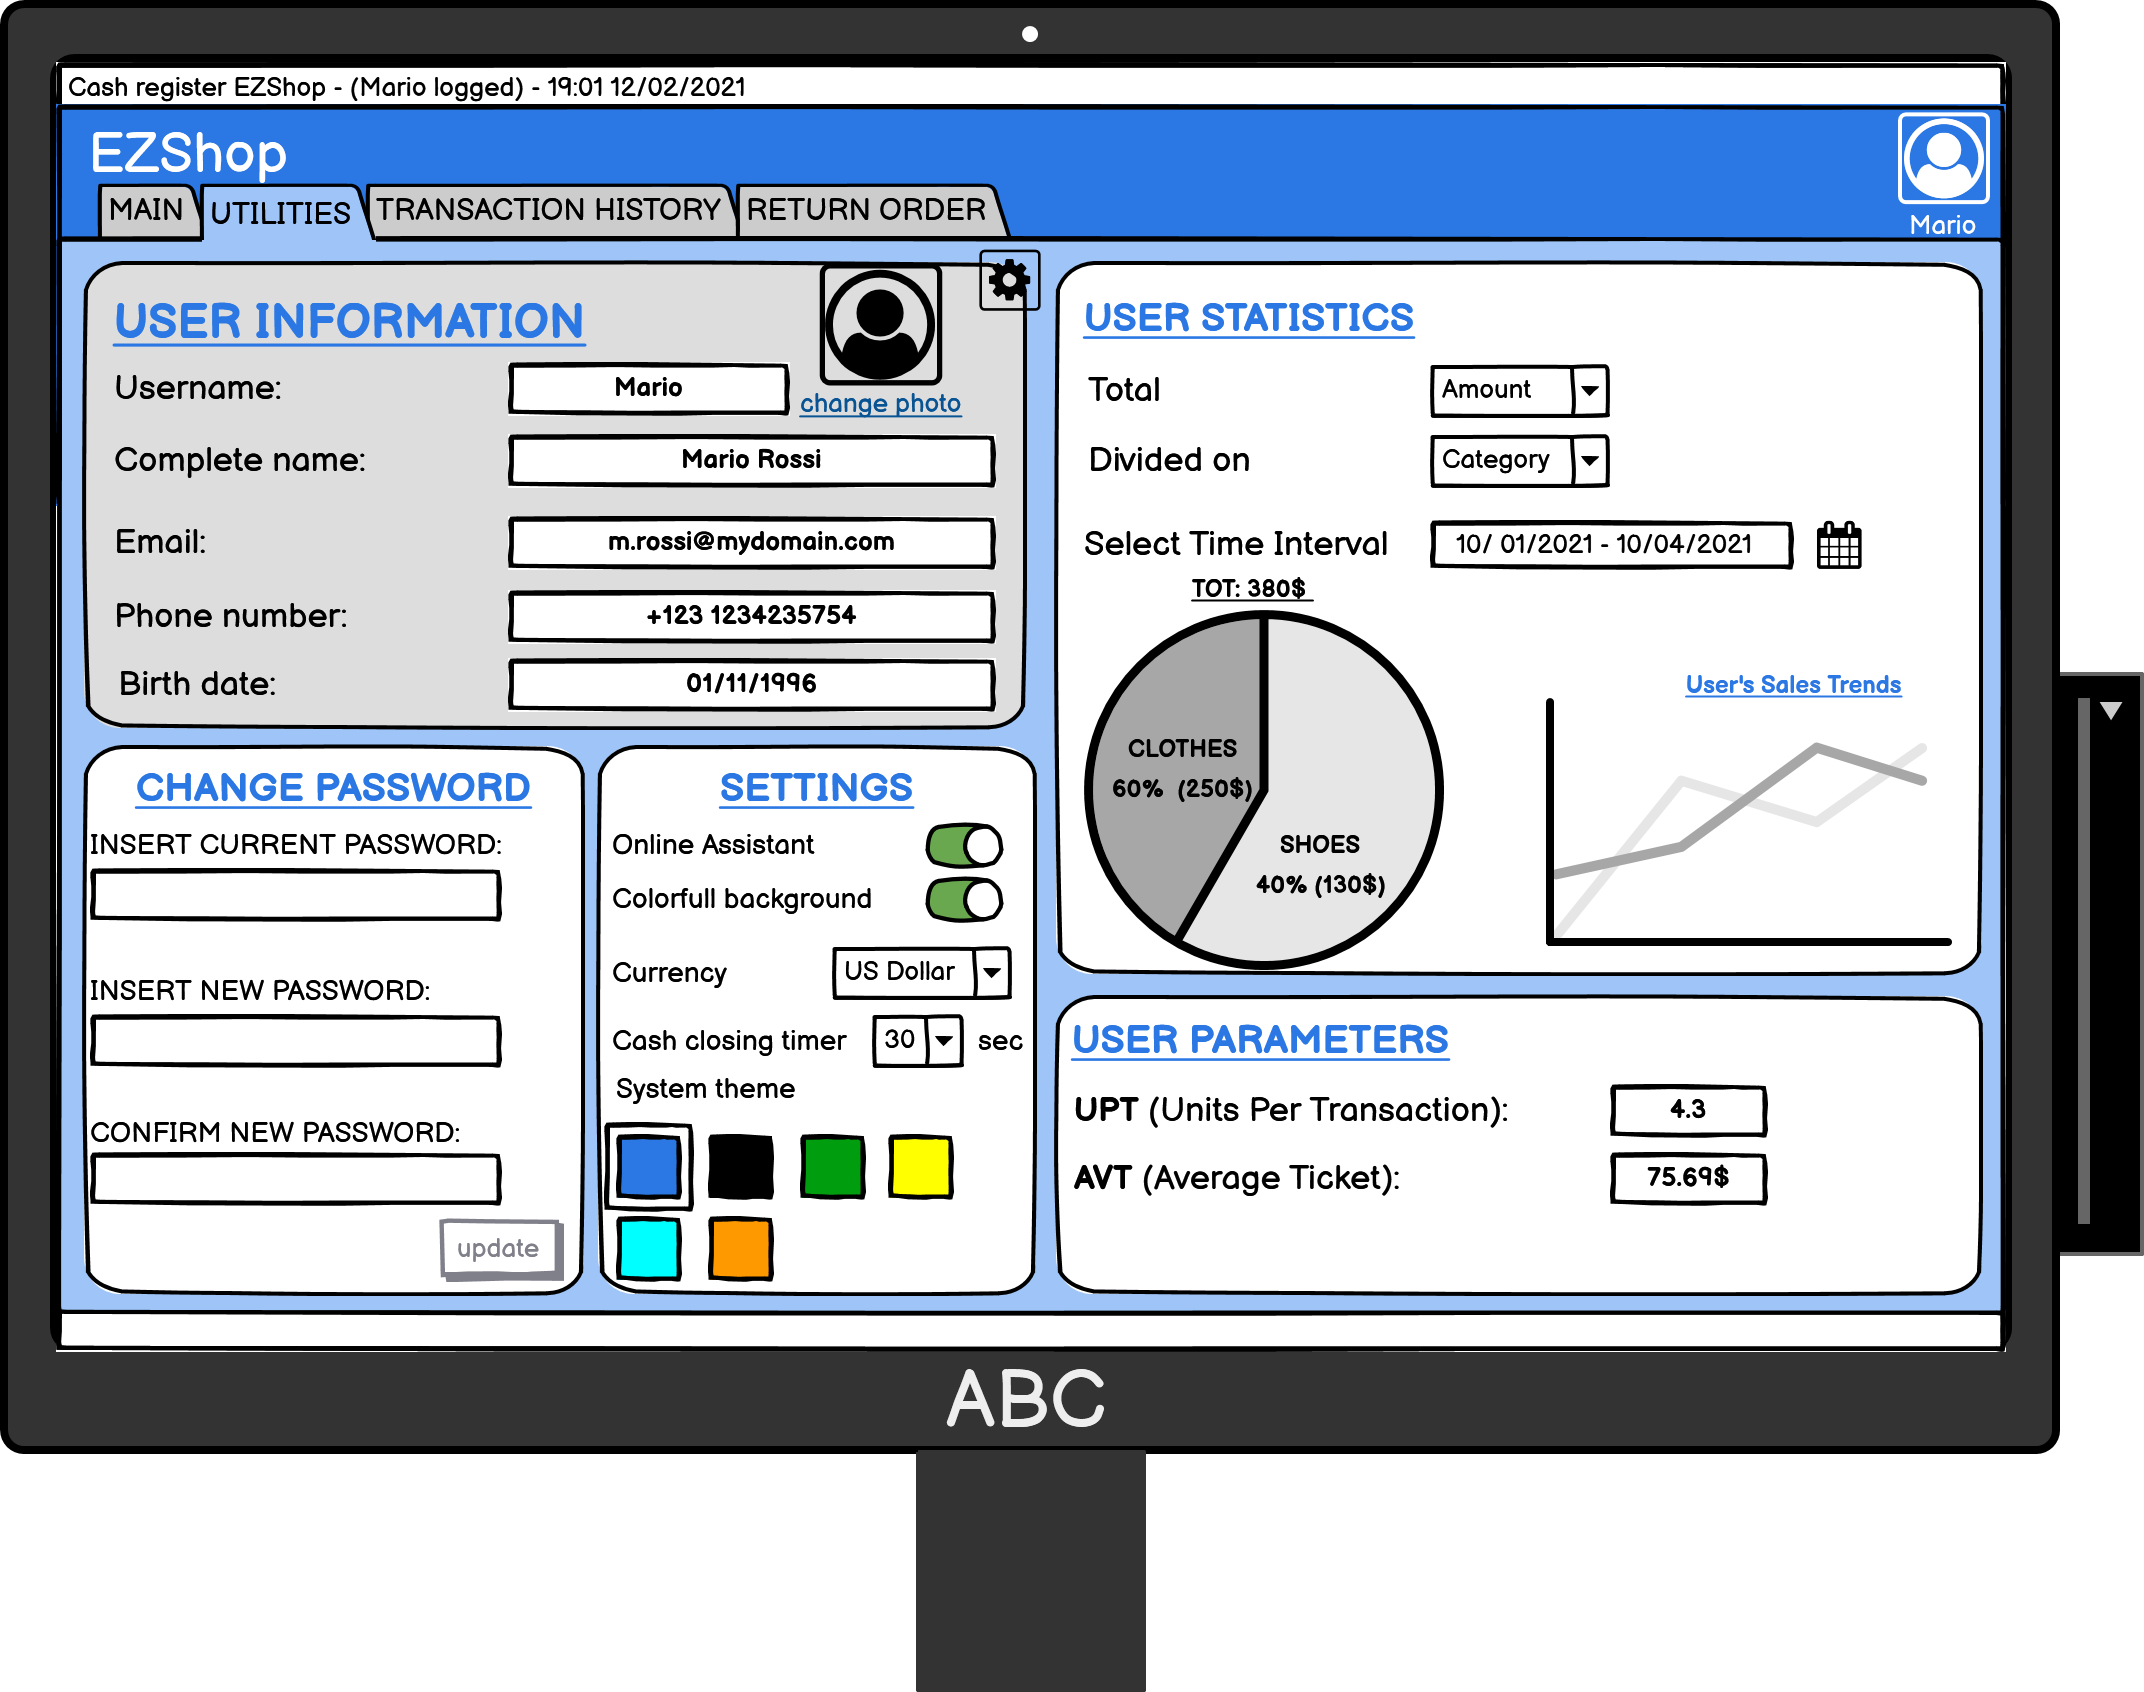 Cash register EZShop - (Mario logged) - 19:01 12/02/2021
EZShop
Mario
MAIN
UTILITIES
TRANSACTION HISTORY
RETURN ORDER
USER INFORMATION
Username:
Mario
change photo
Complete name:
Mario Rossi
Email:
m.rossi@mydomain.com
Phone number:
+123 1234235754
Birth date:
01/11/1996
CHANGE PASSWORD
INSERT CURRENT PASSWORD:
INSERT NEW PASSWORD:
CONFIRM NEW PASSWORD:
update
SETTINGS
Online Assistant
Colorfull background
Currency
US Dollar
Cash closing timer
30
sec
System theme
USER STATISTICS
Total
Amount
Divided on
Category
Select Time Interval
10/ 01/2021 - 10/04/2021
TOT: 380$
CLOTHES
60% (250$)
SHOES
40% (130$)
User's Sales Trends
USER PARAMETERS
UPT (Units Per Transaction):
4.3
AVT (Average Ticket):
75.69$
ABC